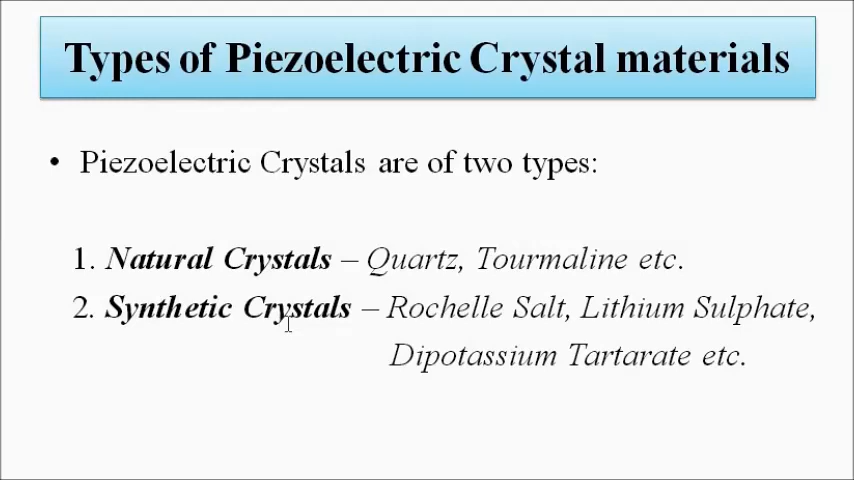 Types of Piezoelectric Crystal materials
• Piezoelectric Crystals are of two types:
1. Natural Crystals – Quartz, Tourmaline etc.
2. Synthetic Crystals – Rochelle Salt, Lithium Sulphate,
Dipotassium Tartarate etc.